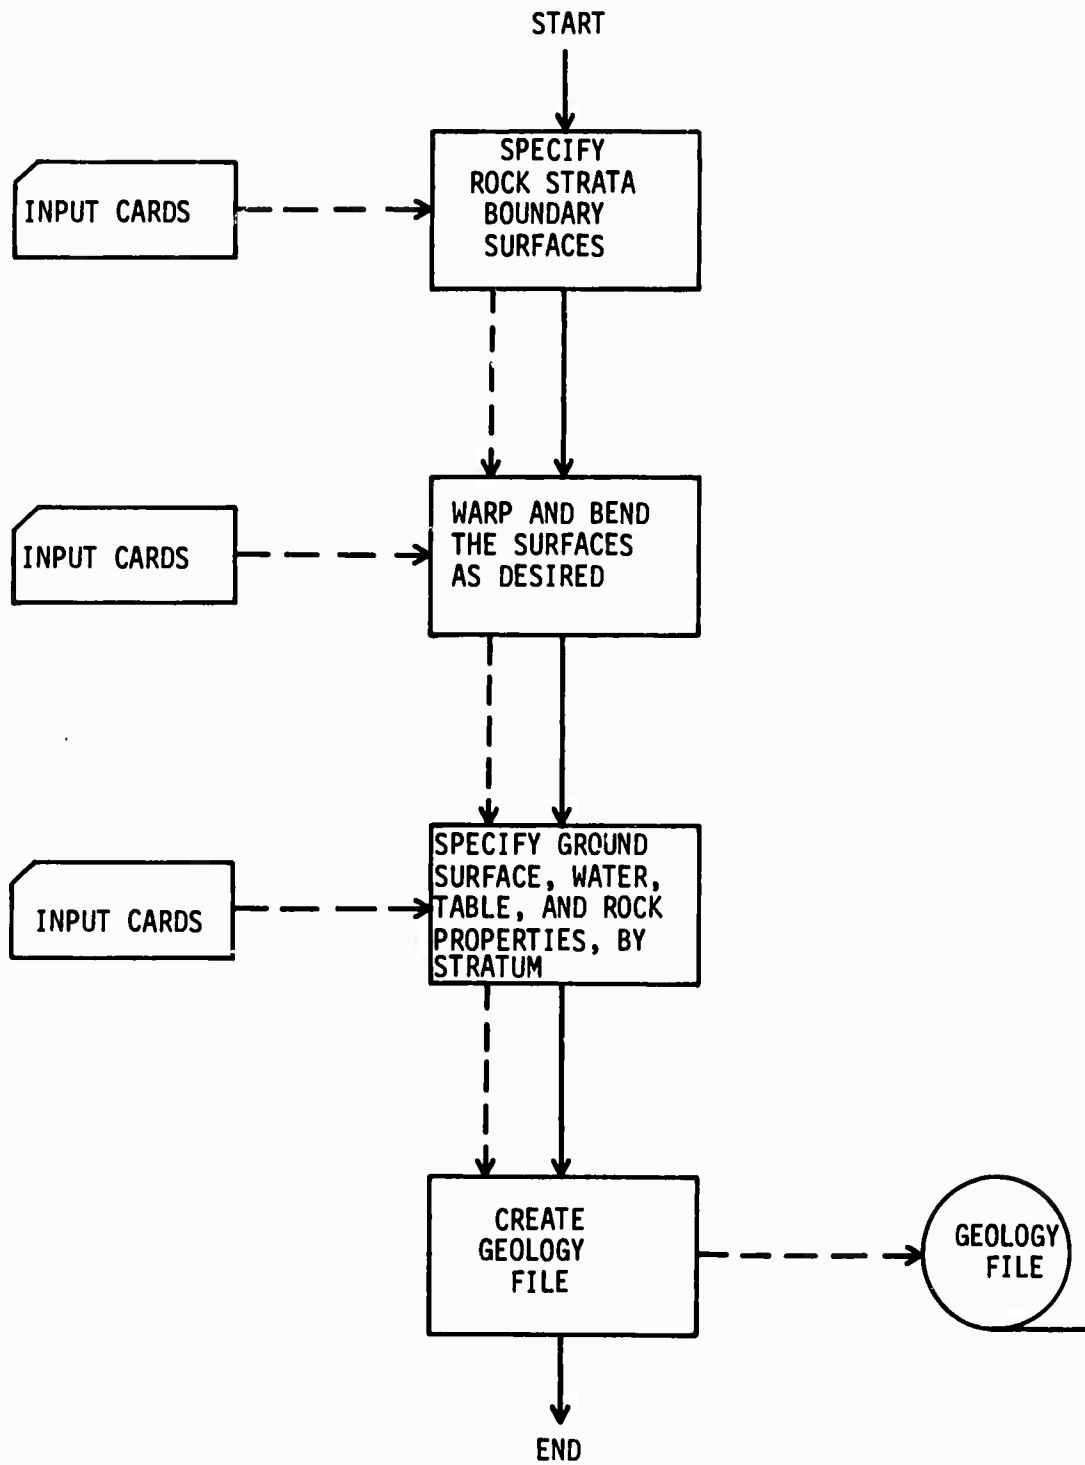 START
SPECIFY
ROCK STRATA
BOUNDARY
SURFACES
INPUT CARDS
WARP AND BEND
THE SURFACES
AS DESIRED
INPUT CARDS
SPECIFY GROUND
SURFACE, WATER,
TABLE, AND ROCK
PROPERTIES, BY
STRATUM
INPUT CARDS
CREATE
GEOLOGY
FILE
GEOLOGY
FILE
END